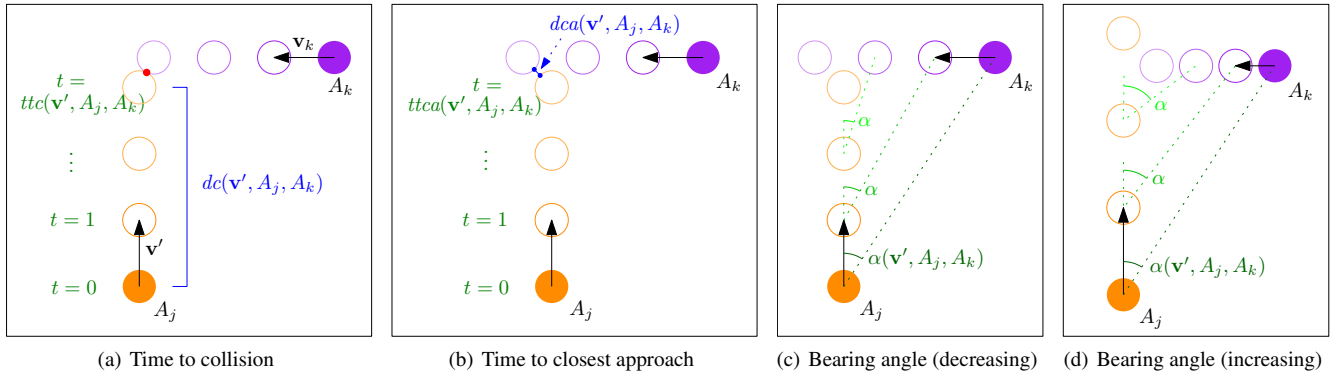 v_k
A_k
t =
ttc(v′, A_j, A_k)
⋮
dc(v′, A_j, A_k)
t = 1
v′
t = 0
A_j
(a) Time to collision
dca(v′, A_j, A_k)
A_k
t =
ttca(v′, A_j, A_k)
⋮
t = 1
t = 0
A_j
(b) Time to closest approach
A_k
α
α
α(v′, A_j, A_k)
A_j
(c) Bearing angle (decreasing)
A_k
α
α
α(v′, A_j, A_k)
A_j
(d) Bearing angle (increasing)